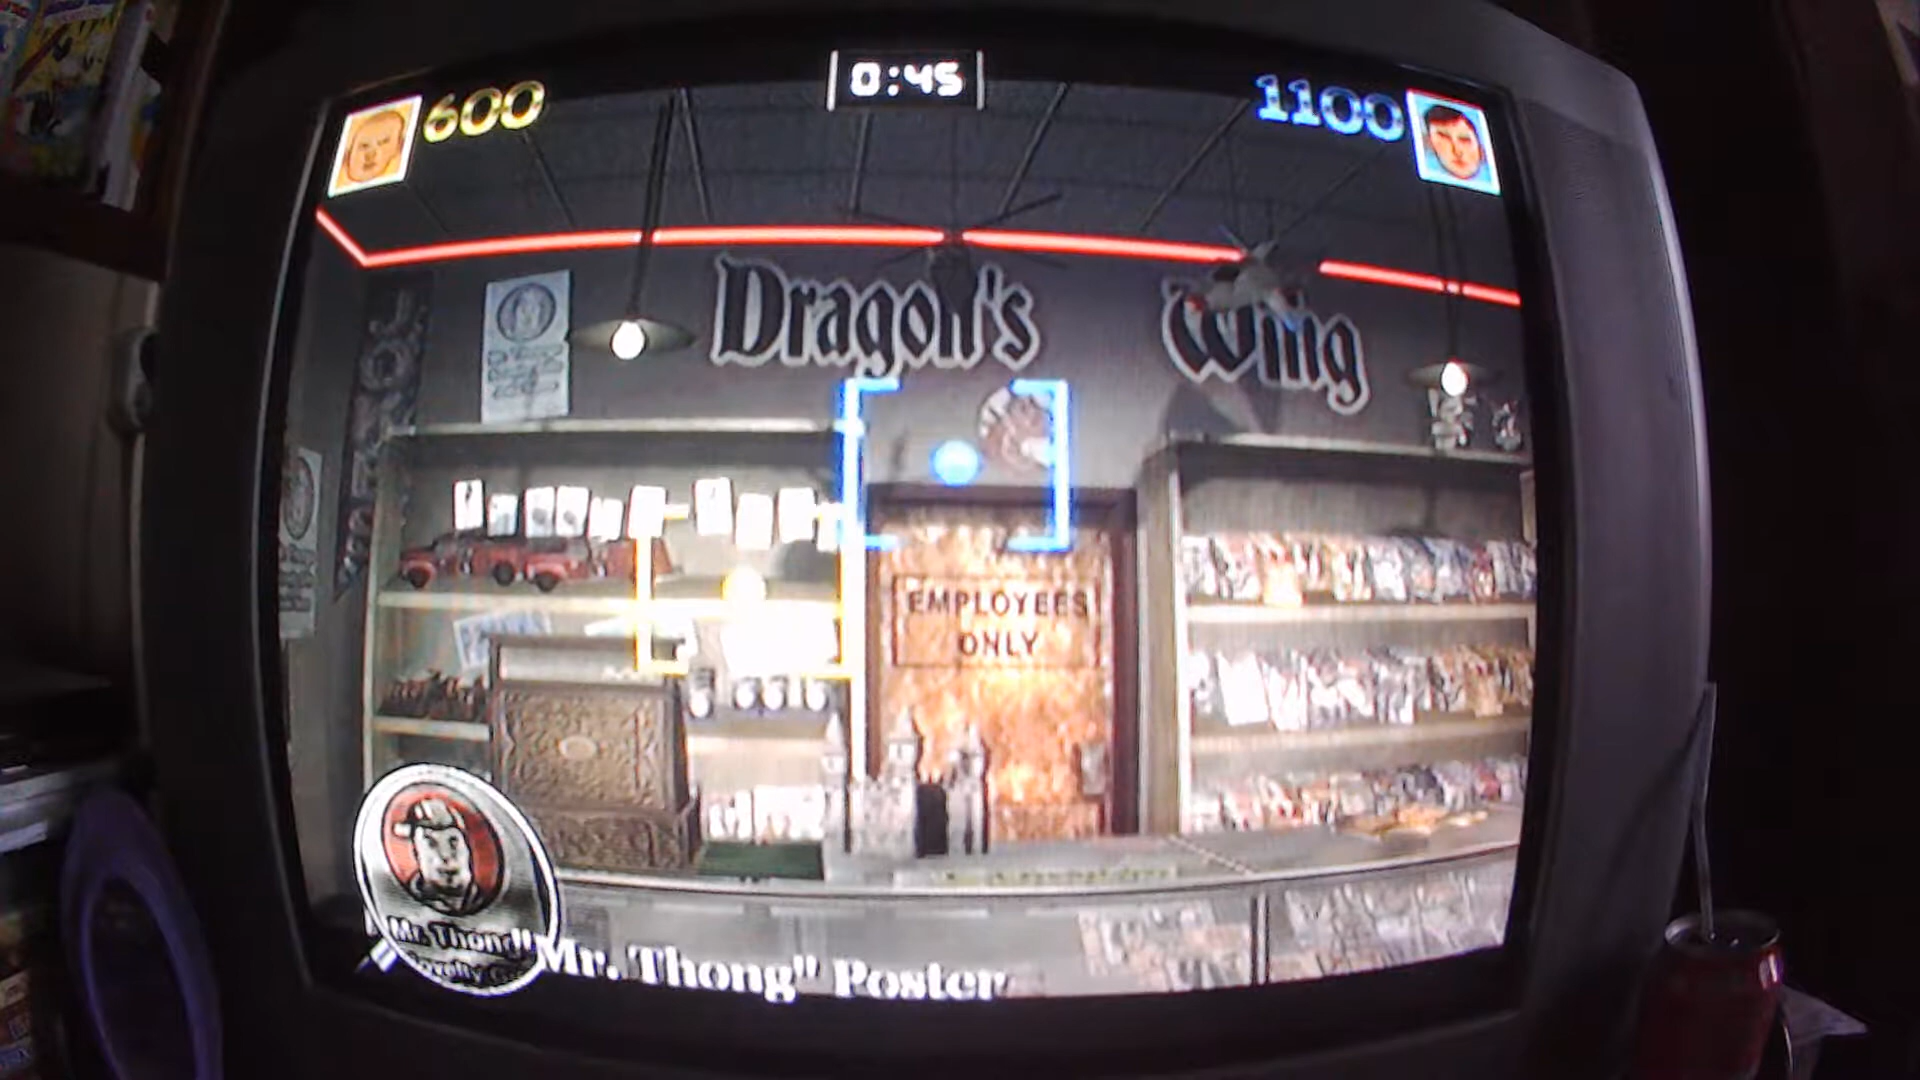 600
0:45
1100
Dragon's Wing
EMPLOYEES
ONLY
Mr. Thong
"Mr. Thong" Poster